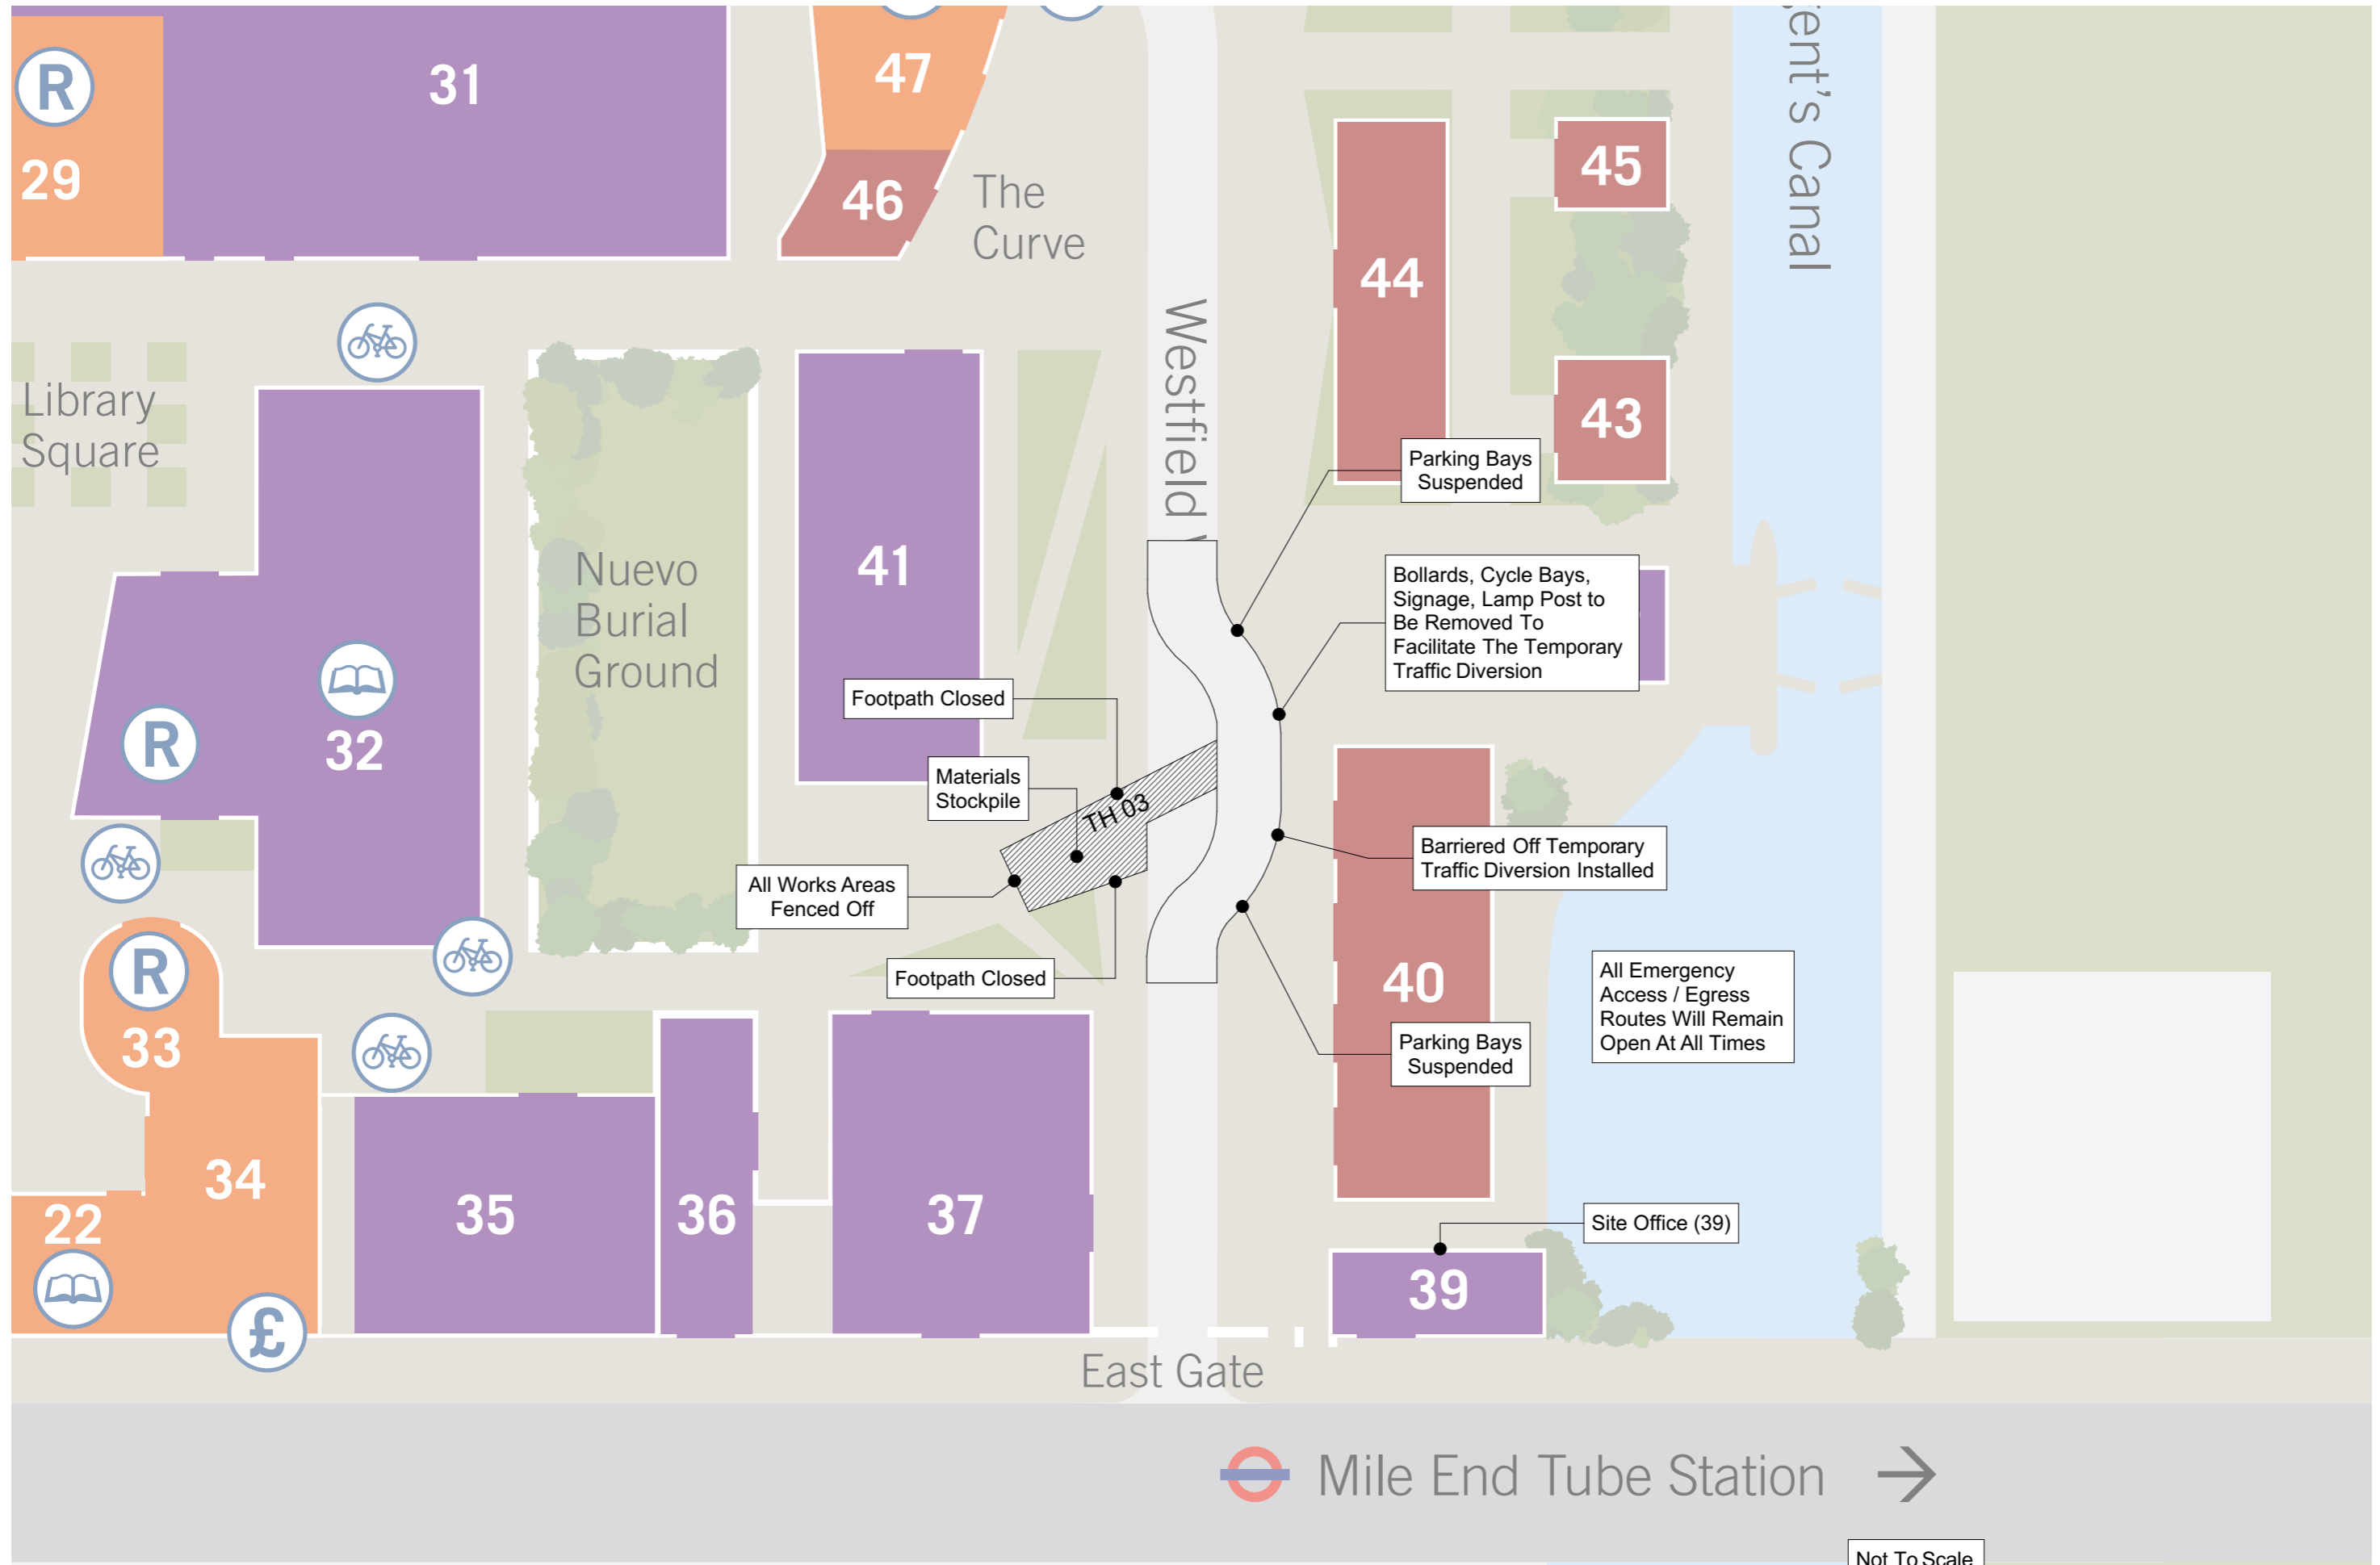 R
29
31
47
46
The
Curve
44
45
43
ent's Canal
Library
Square
Nuevo
Burial
Ground
41
Westfield
Parking Bays
Suspended
Bollards, Cycle Bays,
Signage, Lamp Post to
Be Removed To
Facilitate The Temporary
Traffic Diversion
R
32
Footpath Closed
Materials
Stockpile
TH 03
All Works Areas
Fenced Off
Footpath Closed
Barriered Off Temporary
Traffic Diversion Installed
40
Parking Bays
Suspended
All Emergency
Access / Egress
Routes Will Remain
Open At All Times
R
33
34
22
£
35
36
37
Site Office (39)
39
East Gate
Mile End Tube Station
Not To Scale